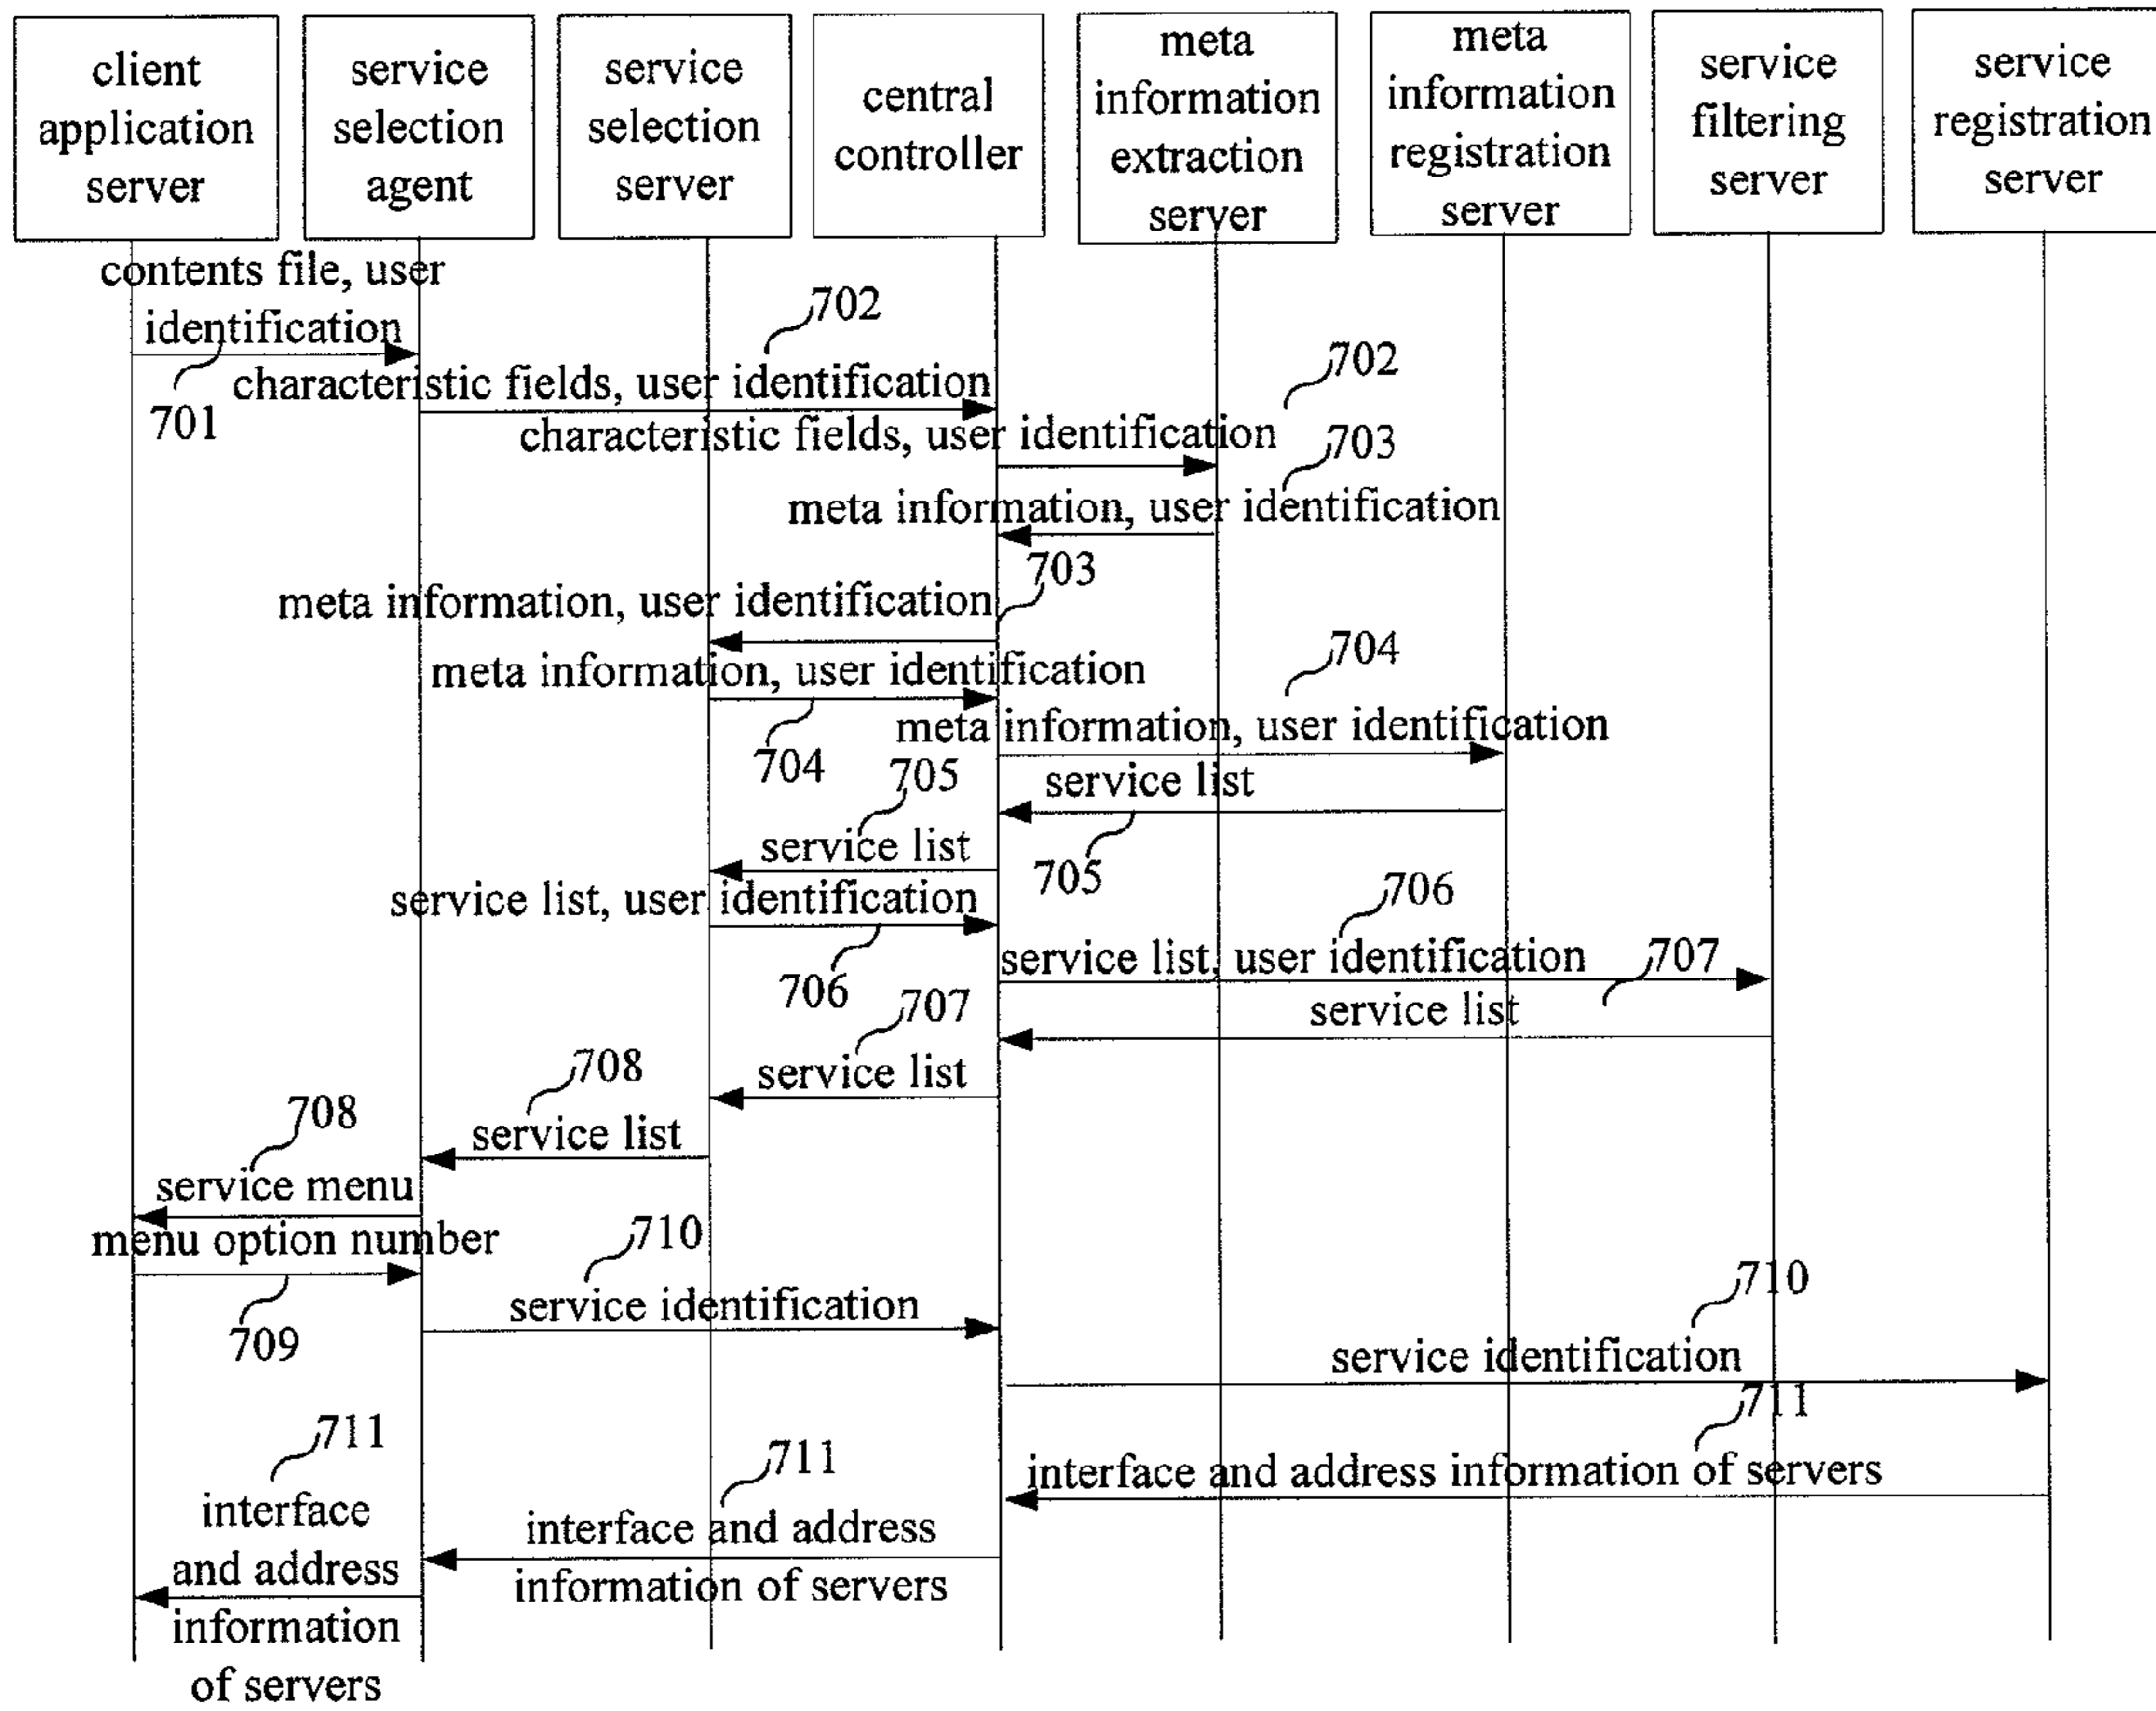 client
application
server
service
selection
agent
service
selection
server
central
controller
meta
information
extraction
server
meta
information
registration
server
service
filtering
server
service
registration
server
contents file, user
identification
701
702
characteristic fields, user identification
702
characteristic fields, user identification
703
meta information, user identification
703
meta information, user identification
meta information, user identification
704
704
meta information, user identification
service list
705
705
service list
service list, user identification
706
706
service list, user identification
707
service list
707
service list
708
service list
708
service menu
menu option number
709
710
service identification
710
service identification
711
interface and address information of servers
711
interface and address
information of servers
711
interface
and address
information
of servers